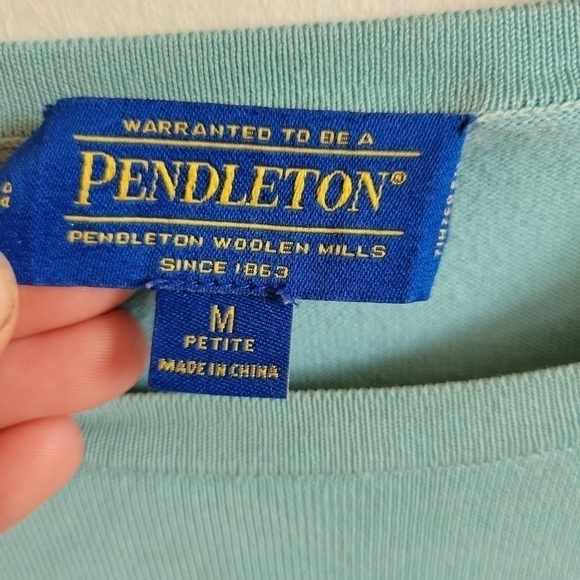 WARRANTED TO BE A
PENDLETON®
PENDLETON WOOLEN MILLS
SINCE 1863
M
PETITE
MADE IN CHINA